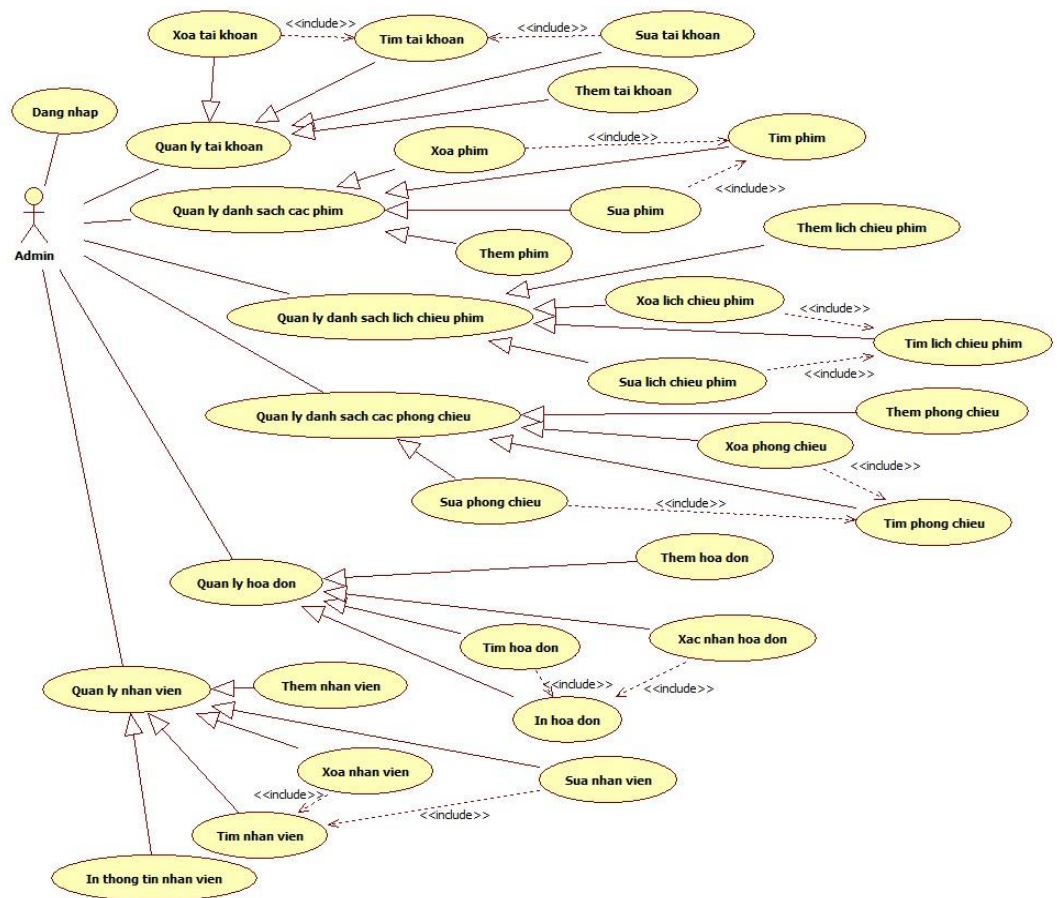 <<include>>
Xoa tai khoan
Tim tai khoan
<<include>>
Sua tai khoan
Them tai khoan
Dang nhap
Quan ly tai khoan
Xoa phim
<<include>>
Tim phim
Quan ly danh sach cac phim
Sua phim
<<include>>
Admin
Them phim
Them lich chieu phim
Xoa lich chieu phim
<<include>>
Quan ly danh sach lich chieu phim
Tim lich chieu phim
Sua lich chieu phim
<<include>>
Quan ly danh sach cac phong chieu
Them phong chieu
Xoa phong chieu
<<include>>
Sua phong chieu
<<include>>
Tim phong chieu
Quan ly hoa don
Them hoa don
Tim hoa don
Xac nhan hoa don
<<include>>
<<include>>
In hoa don
Quan ly nhan vien
Them nhan vien
Xoa nhan vien
Sua nhan vien
<<include>>
<<include>>
Tim nhan vien
In thong tin nhan vien